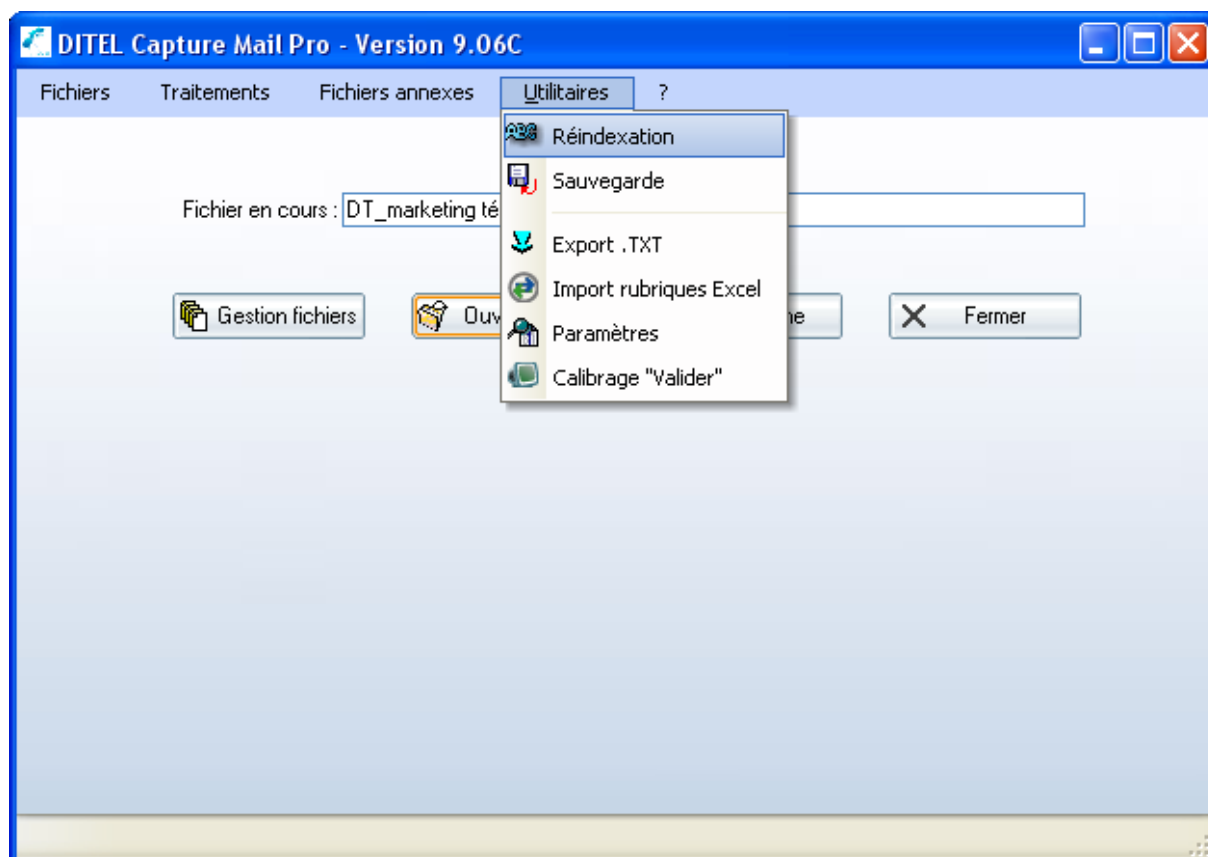 DITEL Capture Mail Pro - Version 9.06C
Fichiers Traitements Fichiers annexes Utilitaires ?
Réindexation
Sauvegarde
Fichier en cours : DT_marketing
Export .TXT
Import rubriques Excel
Gestion fichiers Fermer
Paramètres
Calibrage "Valider"